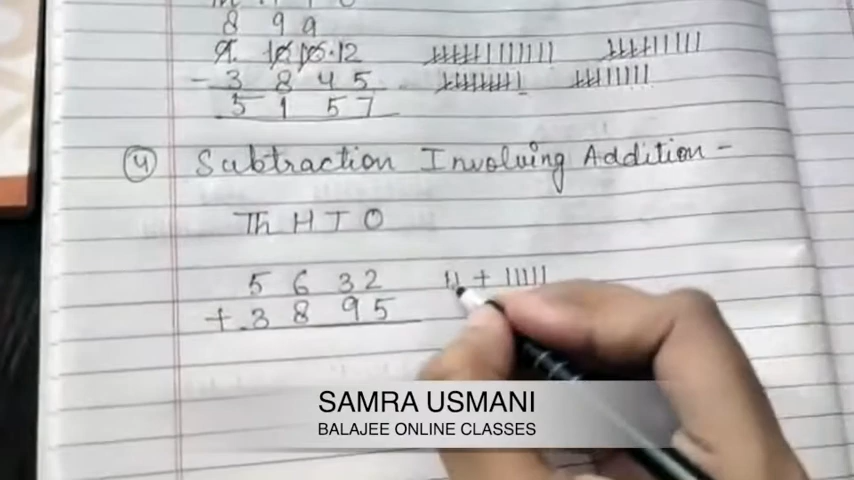 8 9 9
9. 10 10.12
- 3 8 4 5
5 1 5 7
4 Subtraction Involving Addition -
Th H T O
5 6 3 2 || + |||||
+ 3 8 9 5
SAMRA USMANI
BALAJEE ONLINE CLASSES